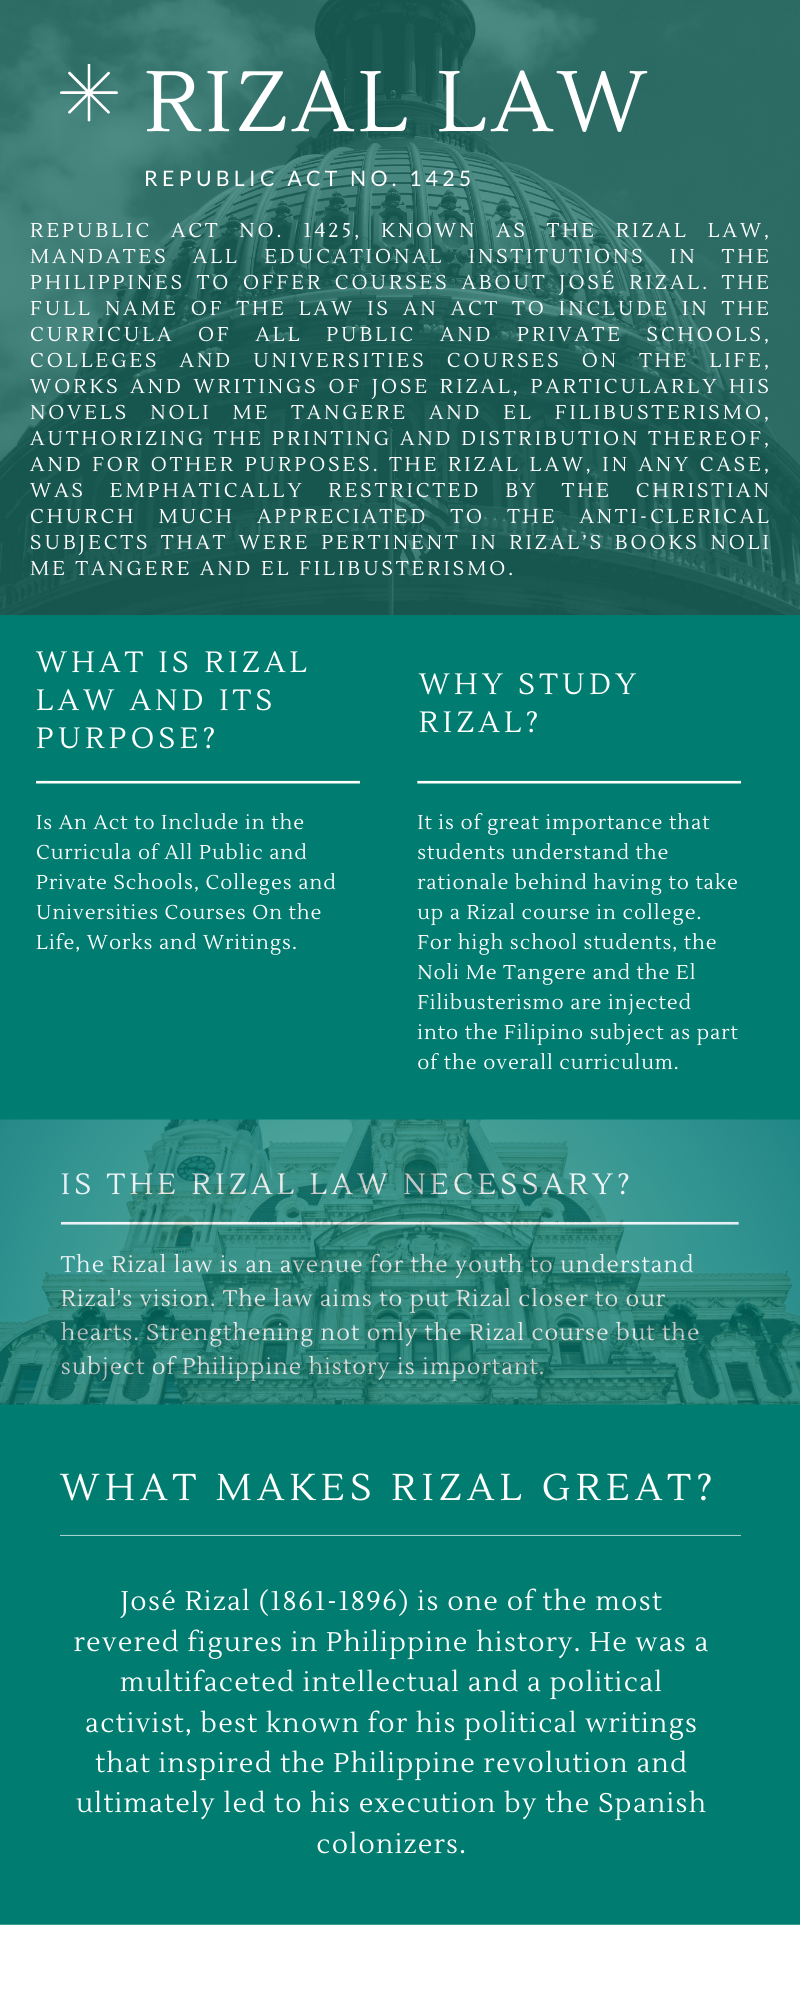 RIZAL LAW
REPUBLIC ACT NO. 1425
REPUBLIC ACT NO. 1425, KNOWN AS THE RIZAL LAW,
MANDATES ALL EDUCATIONAL INSTITUTIONS IN THE
PHILIPPINES TO OFFER COURSES ABOUT JOSÉ RIZAL. THE
FULL NAME OF THE LAW IS AN ACT TO INCLUDE IN THE
CURRICULA OF ALL PUBLIC AND PRIVATE SCHOOLS,
COLLEGES AND UNIVERSITIES COURSES ON THE LIFE,
WORKS AND WRITINGS OF JOSE RIZAL, PARTICULARLY HIS
NOVELS NOLI ME TANGERE AND EL FILIBUSTERISMO,
AUTHORIZING THE PRINTING AND DISTRIBUTION THEREOF,
AND FOR OTHER PURPOSES. THE RIZAL LAW, IN ANY CASE,
WAS EMPHATICALLY RESTRICTED BY THE CHRISTIAN
CHURCH MUCH APPRECIATED TO THE ANTI-CLERICAL
SUBJECTS THAT WERE PERTINENT IN RIZAL'S BOOKS NOLI
ME TANGERE AND EL FILIBUSTERISMO.
WHAT IS RIZAL
LAW AND ITS
PURPOSE?
Is An Act to Include in the
Curricula of All Public and
Private Schools, Colleges and
Universities Courses On the
Life, Works and Writings.
WHY STUDY
RIZAL?
It is of great importance that
students understand the
rationale behind having to take
up a Rizal course in college.
For high school students, the
Noli Me Tangere and the El
Filibusterismo are injected
into the Filipino subject as part
of the overall curriculum.
IS THE RIZAL LAW NECESSARY?
The Rizal law is an avenue for the youth to understand
Rizal's vision. The law aims to put Rizal closer to our
hearts. Strengthening not only the Rizal course but the
subject of Philippine history is important.
WHAT MAKES RIZAL GREAT?
José Rizal (1861-1896) is one of the most
revered figures in Philippine history. He was a
multifaceted intellectual and a political
activist, best known for his political writings
that inspired the Philippine revolution and
ultimately led to his execution by the Spanish
colonizers.